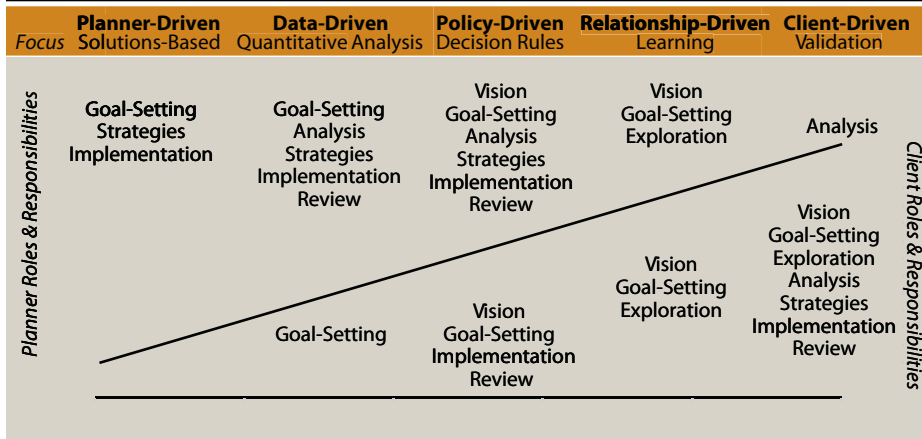 Planner-Driven Data-Driven Policy-Driven Relationship-Driven Client-Driven
Focus Solutions-Based Quantitative Analysis Decision Rules Learning Validation
Planner Roles & Responsibilities
Goal-Setting
Strategies
Implementation
Goal-Setting
Analysis
Strategies
Implementation
Review
Vision
Goal-Setting
Analysis
Strategies
Implementation
Review
Vision
Goal-Setting
Exploration
Analysis
Goal-Setting
Vision
Goal-Setting
Implementation
Review
Vision
Goal-Setting
Exploration
Vision
Goal-Setting
Exploration
Analysis
Strategies
Implementation
Review
Client Roles & Responsibilities